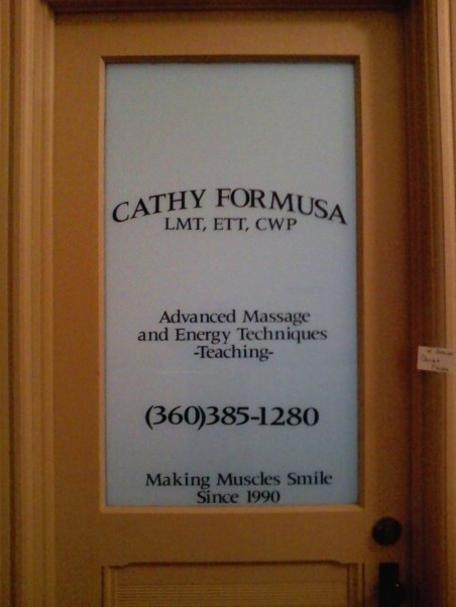 CATHY FORMUSA
LMT, ETT, CWP
Advanced Massage
and Energy Techniques
-Teaching-
(360)385-1280
Making Muscles Smile
Since 1990